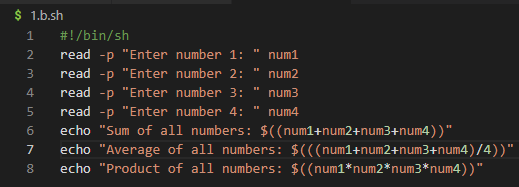 $ 1.b.sh
1 #!/bin/sh
2 read -p "Enter number 1: " num1
3 read -p "Enter number 2: " num2
4 read -p "Enter number 3: " num3
5 read -p "Enter number 4: " num4
6 echo "Sum of all numbers: $((num1+num2+num3+num4))"
7 echo "Average of all numbers: $(((num1+num2+num3+num4)/4))"
8 echo "Product of all numbers: $((num1*num2*num3*num4))"